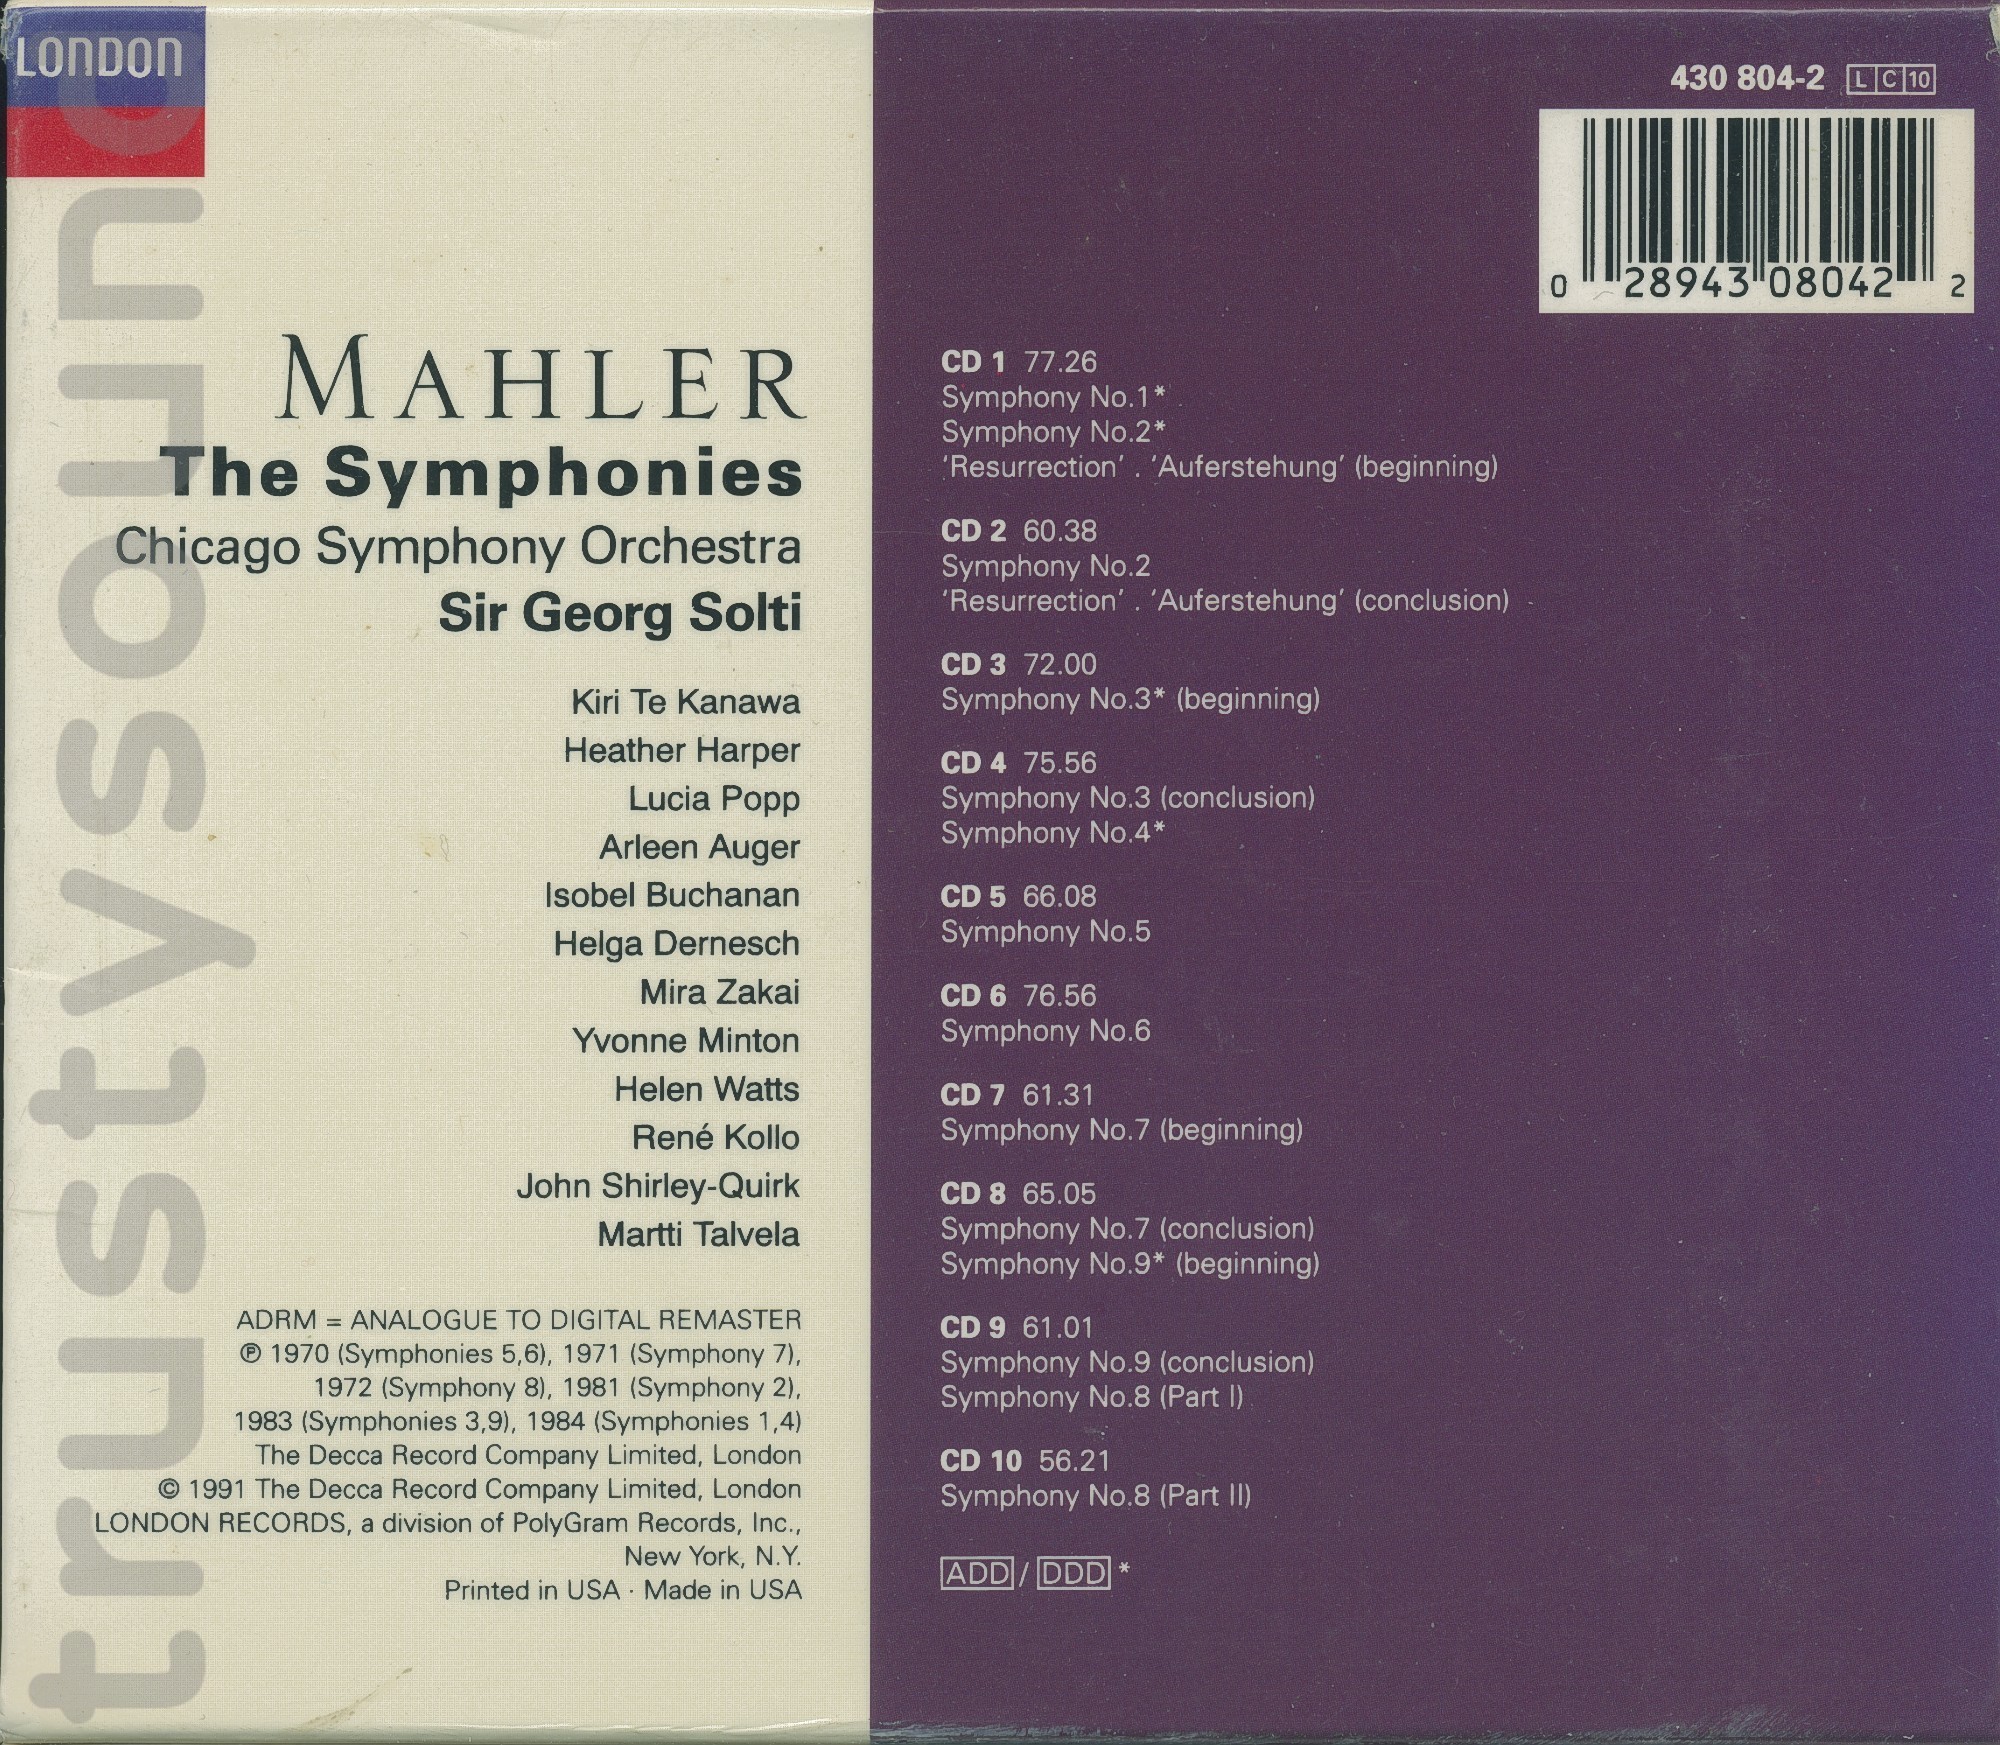 LONDON
trustysound
MAHLER
The Symphonies
Chicago Symphony Orchestra
Sir Georg Solti
Kiri Te Kanawa
Heather Harper
Lucia Popp
Arleen Auger
Isobel Buchanan
Helga Dernesch
Mira Zakai
Yvonne Minton
Helen Watts
René Kollo
John Shirley-Quirk
Martti Talvela
ADRM = ANALOGUE TO DIGITAL REMASTER
℗ 1970 (Symphonies 5,6), 1971 (Symphony 7),
1972 (Symphony 8), 1981 (Symphony 2),
1983 (Symphonies 3,9), 1984 (Symphonies 1,4)
The Decca Record Company Limited, London
© 1991 The Decca Record Company Limited, London
LONDON RECORDS, a division of PolyGram Records, Inc.,
New York, N.Y.
Printed in USA · Made in USA
430 804-2 LC10
0 28943 08042 2
CD 1 77.26
Symphony No.1*
Symphony No.2*
‘Resurrection’ . ‘Auferstehung’ (beginning)
CD 2 60.38
Symphony No.2
‘Resurrection’ . ‘Auferstehung’ (conclusion)
CD 3 72.00
Symphony No.3* (beginning)
CD 4 75.56
Symphony No.3 (conclusion)
Symphony No.4*
CD 5 66.08
Symphony No.5
CD 6 76.56
Symphony No.6
CD 7 61.31
Symphony No.7 (beginning)
CD 8 65.05
Symphony No.7 (conclusion)
Symphony No.9* (beginning)
CD 9 61.01
Symphony No.9 (conclusion)
Symphony No.8 (Part I)
CD 10 56.21
Symphony No.8 (Part II)
ADD / DDD *